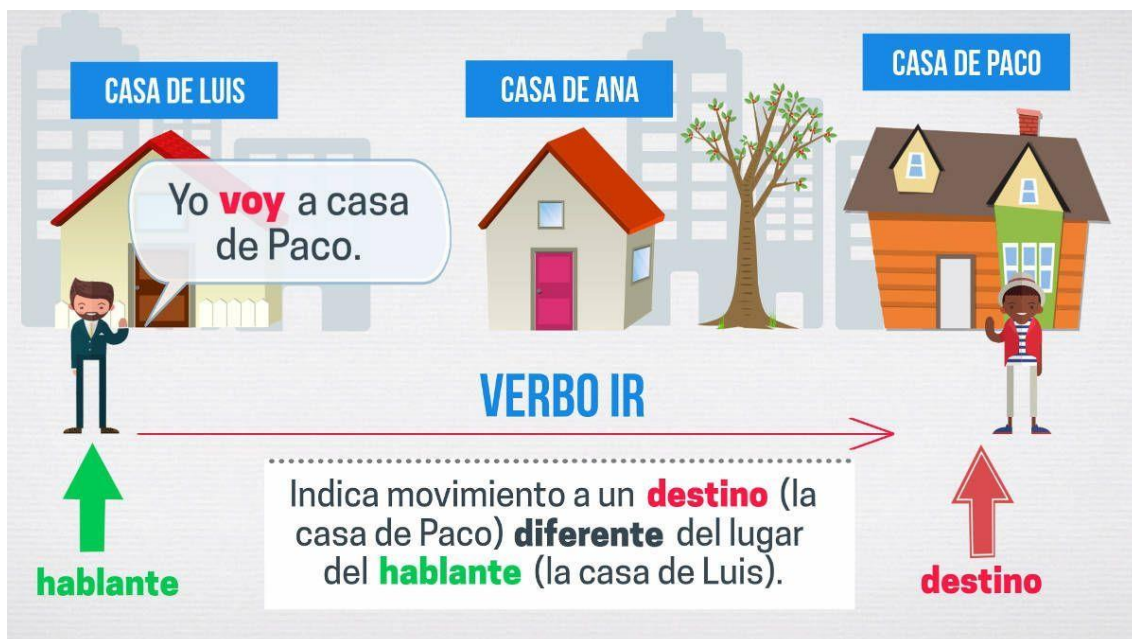 CASA DE LUIS
CASA DE ANA
CASA DE PACO
Yo voy a casa
de Paco.
VERBO IR
Indica movimiento a un destino (la
casa de Paco) diferente del lugar
del hablante (la casa de Luis).
hablante
destino